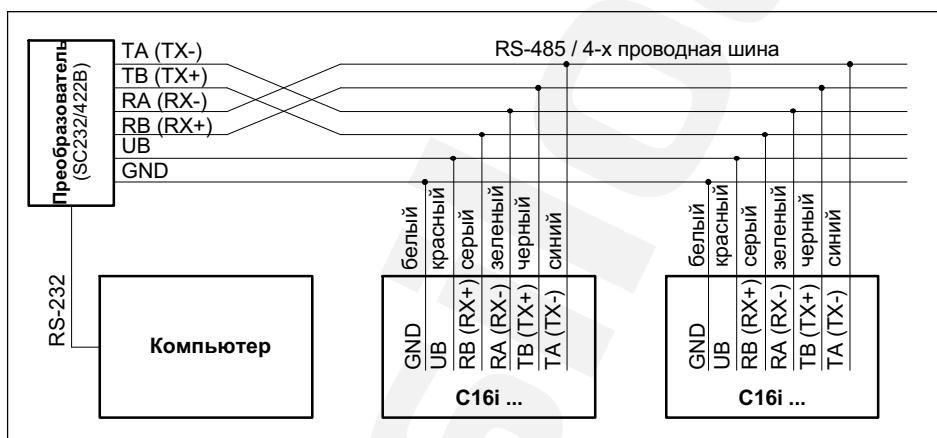 Преобразователь
(SC232/422B)
TA (TX-)
TB (TX+)
RA (RX-)
RB (RX+)
UB
GND
RS-485 / 4-х проводная шина
RS-232
Компьютер
белый
красный
серый
зеленый
черный
синий
GND
UB
RB (RX+)
RA (RX-)
TB (TX+)
TA (TX-)
C16i ...
белый
красный
серый
зеленый
черный
синий
GND
UB
RB (RX+)
RA (RX-)
TB (TX+)
TA (TX-)
C16i ...